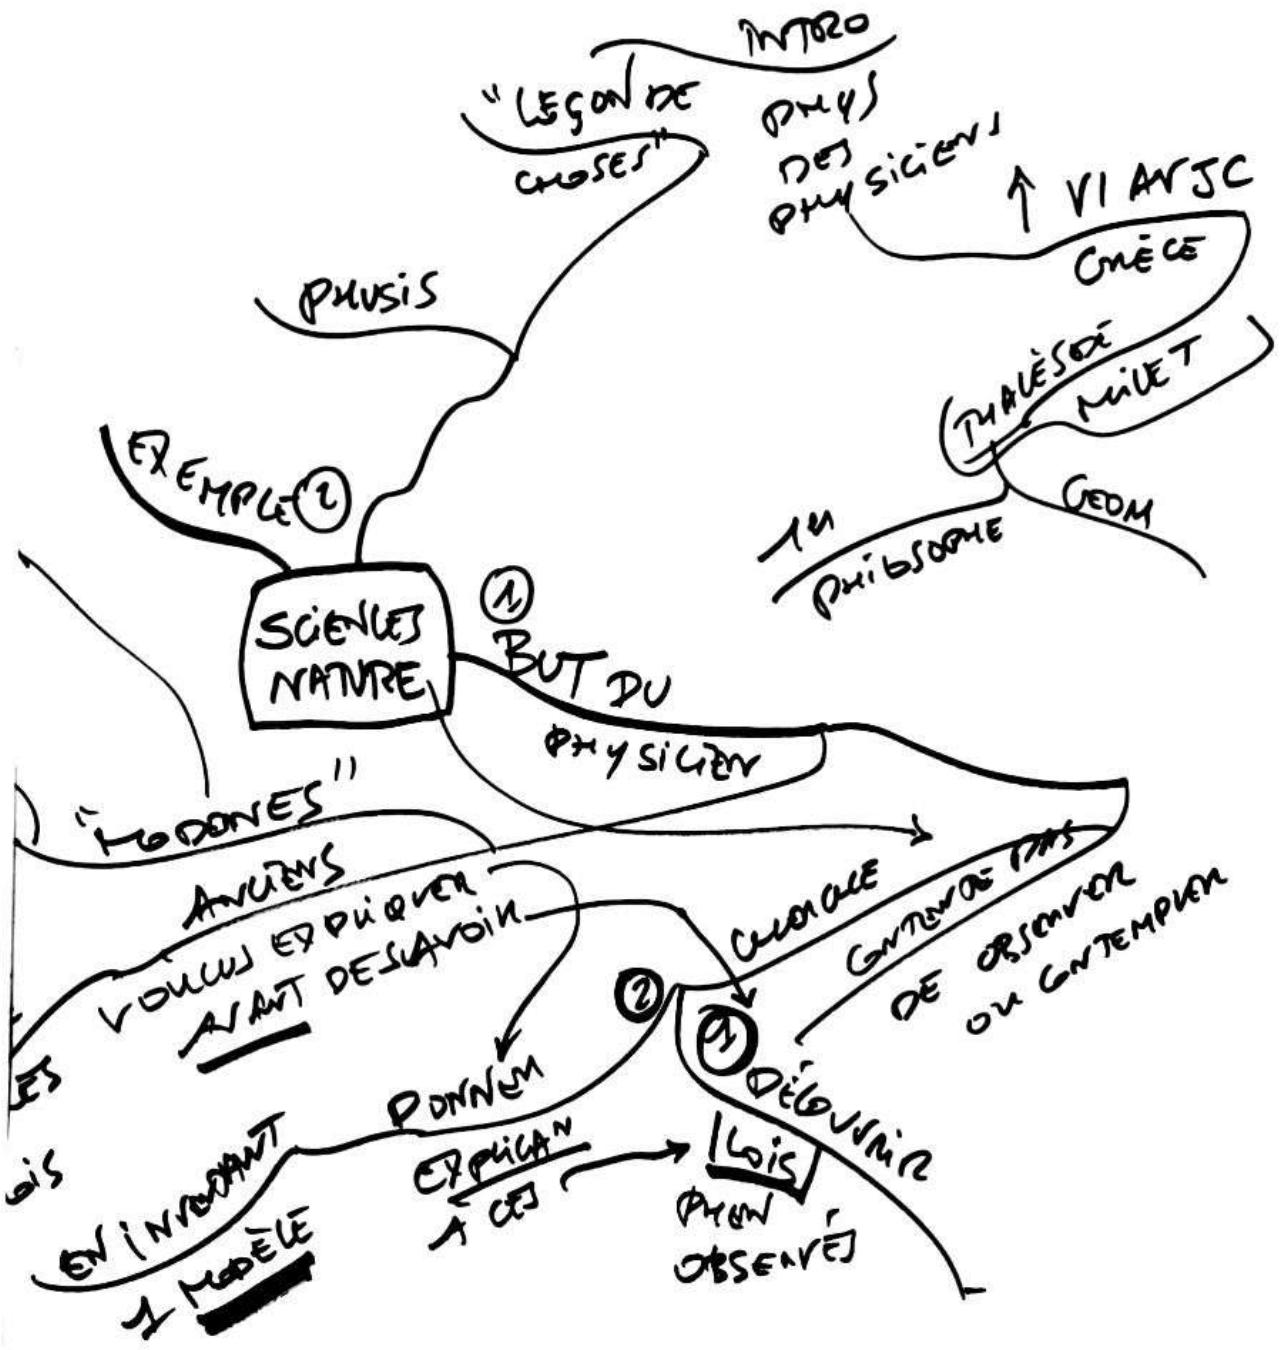 INTRO
"LEÇON DE
CHOSES"
PHYS
DES
PHYSICIENS
↑ VI AV JC
GRÈCE
PHUSIS
THALÈS DE
MILET
GEOM
1ER
PHILOSOPHE
EXEMPLE ②
SCIENCES
NATURE
①
BUT DU
PHYSICIEN
"MODERNES"
ANCIENS
VOULUS EXPLIQUER
AVANT DE SAVOIR
CHERCHE
CONTENTE PAS
DE OBSERVER
OU CONTEMPLER
②
①
DÉCOUVRIR
LOIS
PHEN
OBSERVÉS
DONNER
EXPLICAN
A CES
EN INVENTANT
1 MODÈLE
ES
OIS